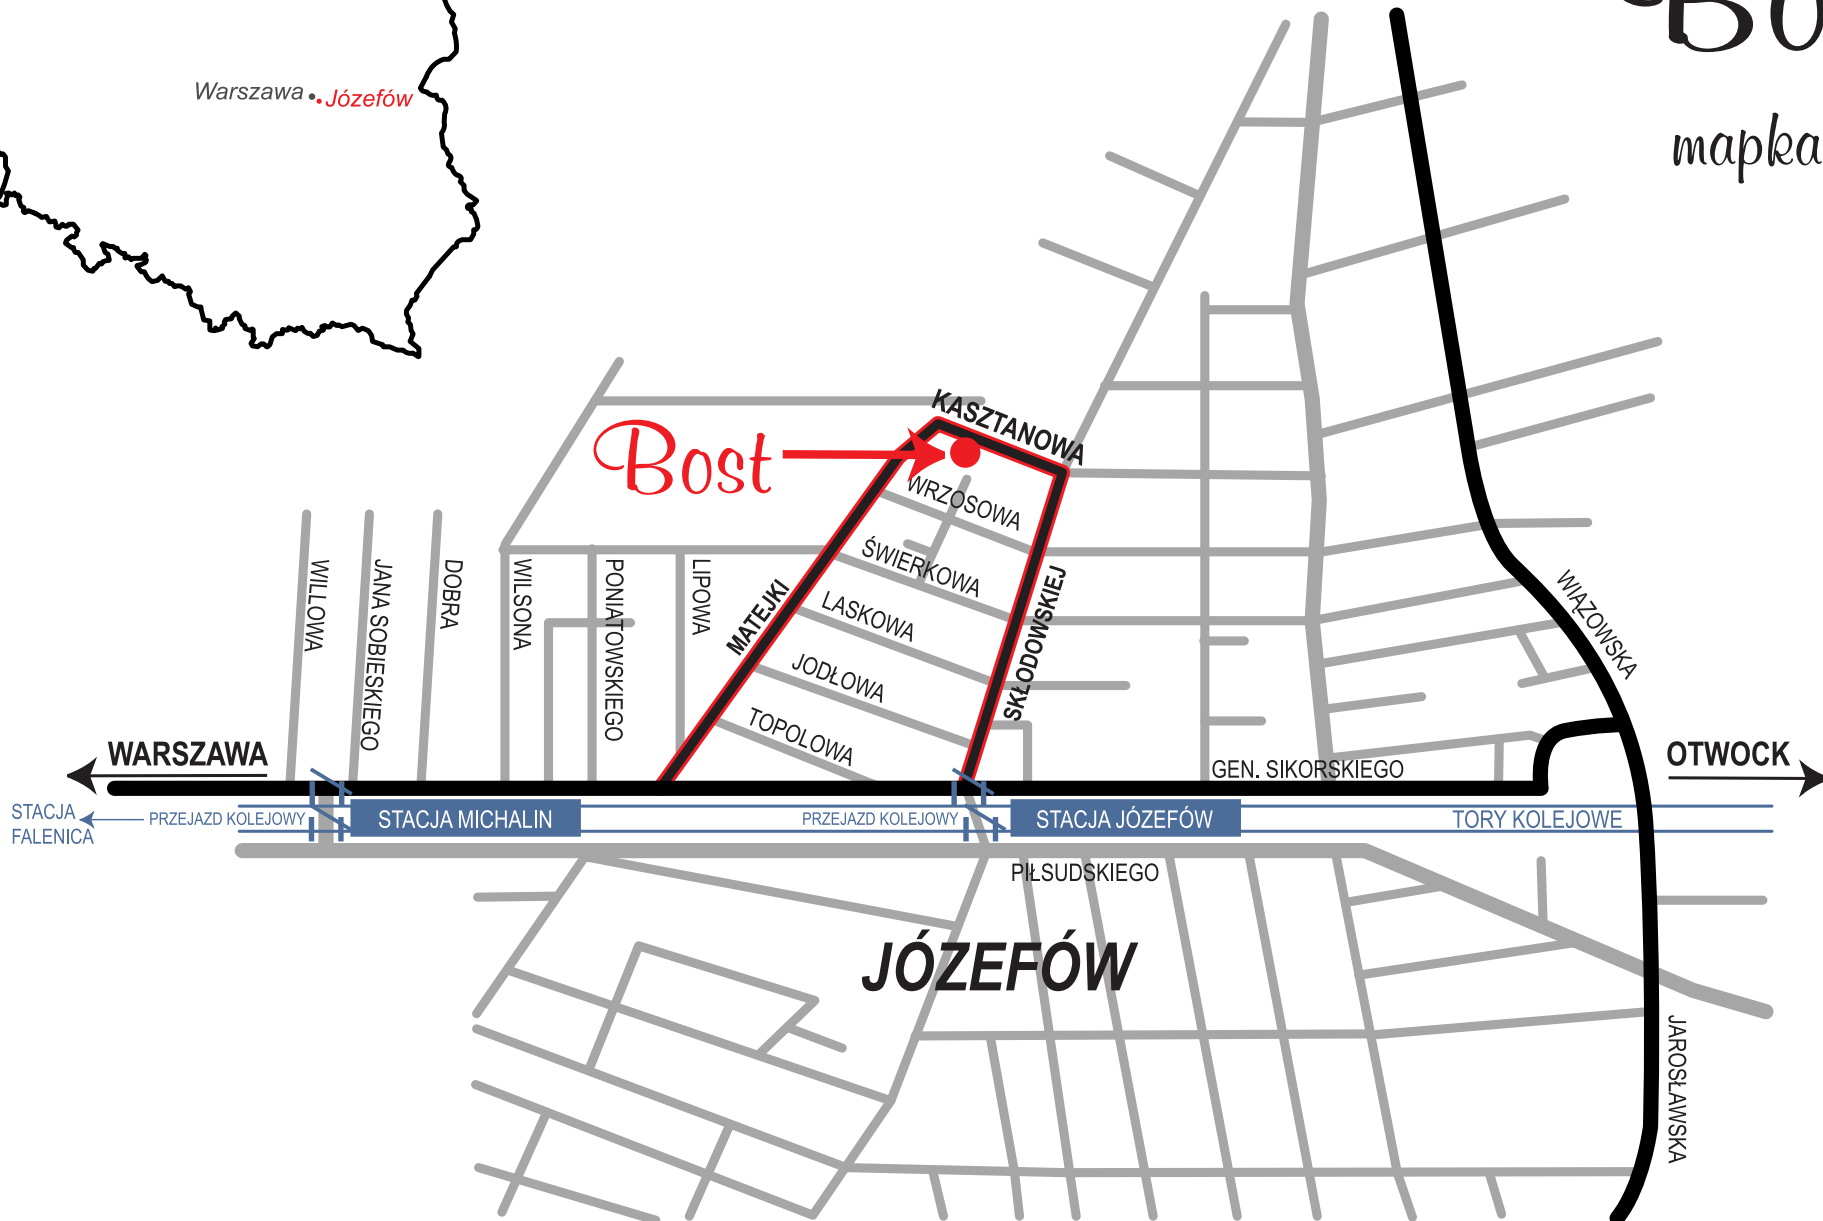 Warszawa
Józefów
mapka
KASZTANOWA
Bost
WRZOSOWA
ŚWIERKOWA
LASKOWA
JODŁOWA
TOPOLOWA
MATEJKI
SKŁODOWSKIEJ
WILLOWA
JANA SOBIESKIEGO
DOBRA
WILSONA
PONIATOWSKIEGO
LIPOWA
WIĄZOWSKA
WARSZAWA
GEN. SIKORSKIEGO
OTWOCK
STACJA
FALENICA
PRZEJAZD KOLEJOWY
STACJA MICHALIN
PRZEJAZD KOLEJOWY
STACJA JÓZEFÓW
TORY KOLEJOWE
PIŁSUDSKIEGO
JÓZEFÓW
JAROSŁAWSKA